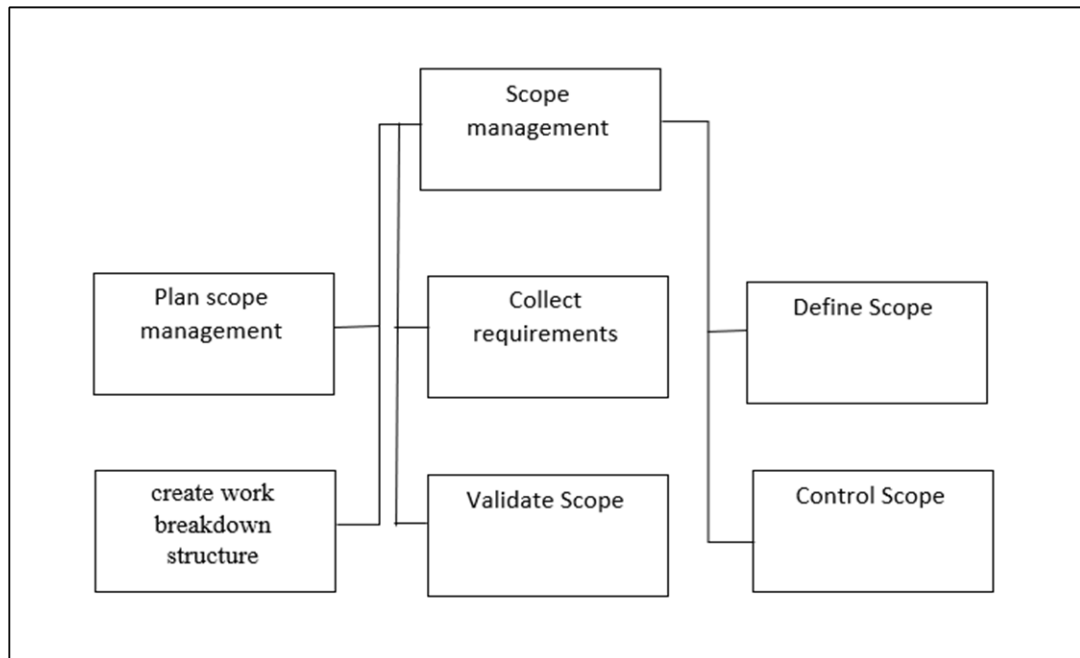 Scope
management
Plan scope
management
Collect
requirements
Define Scope
create work
breakdown
structure
Validate Scope
Control Scope